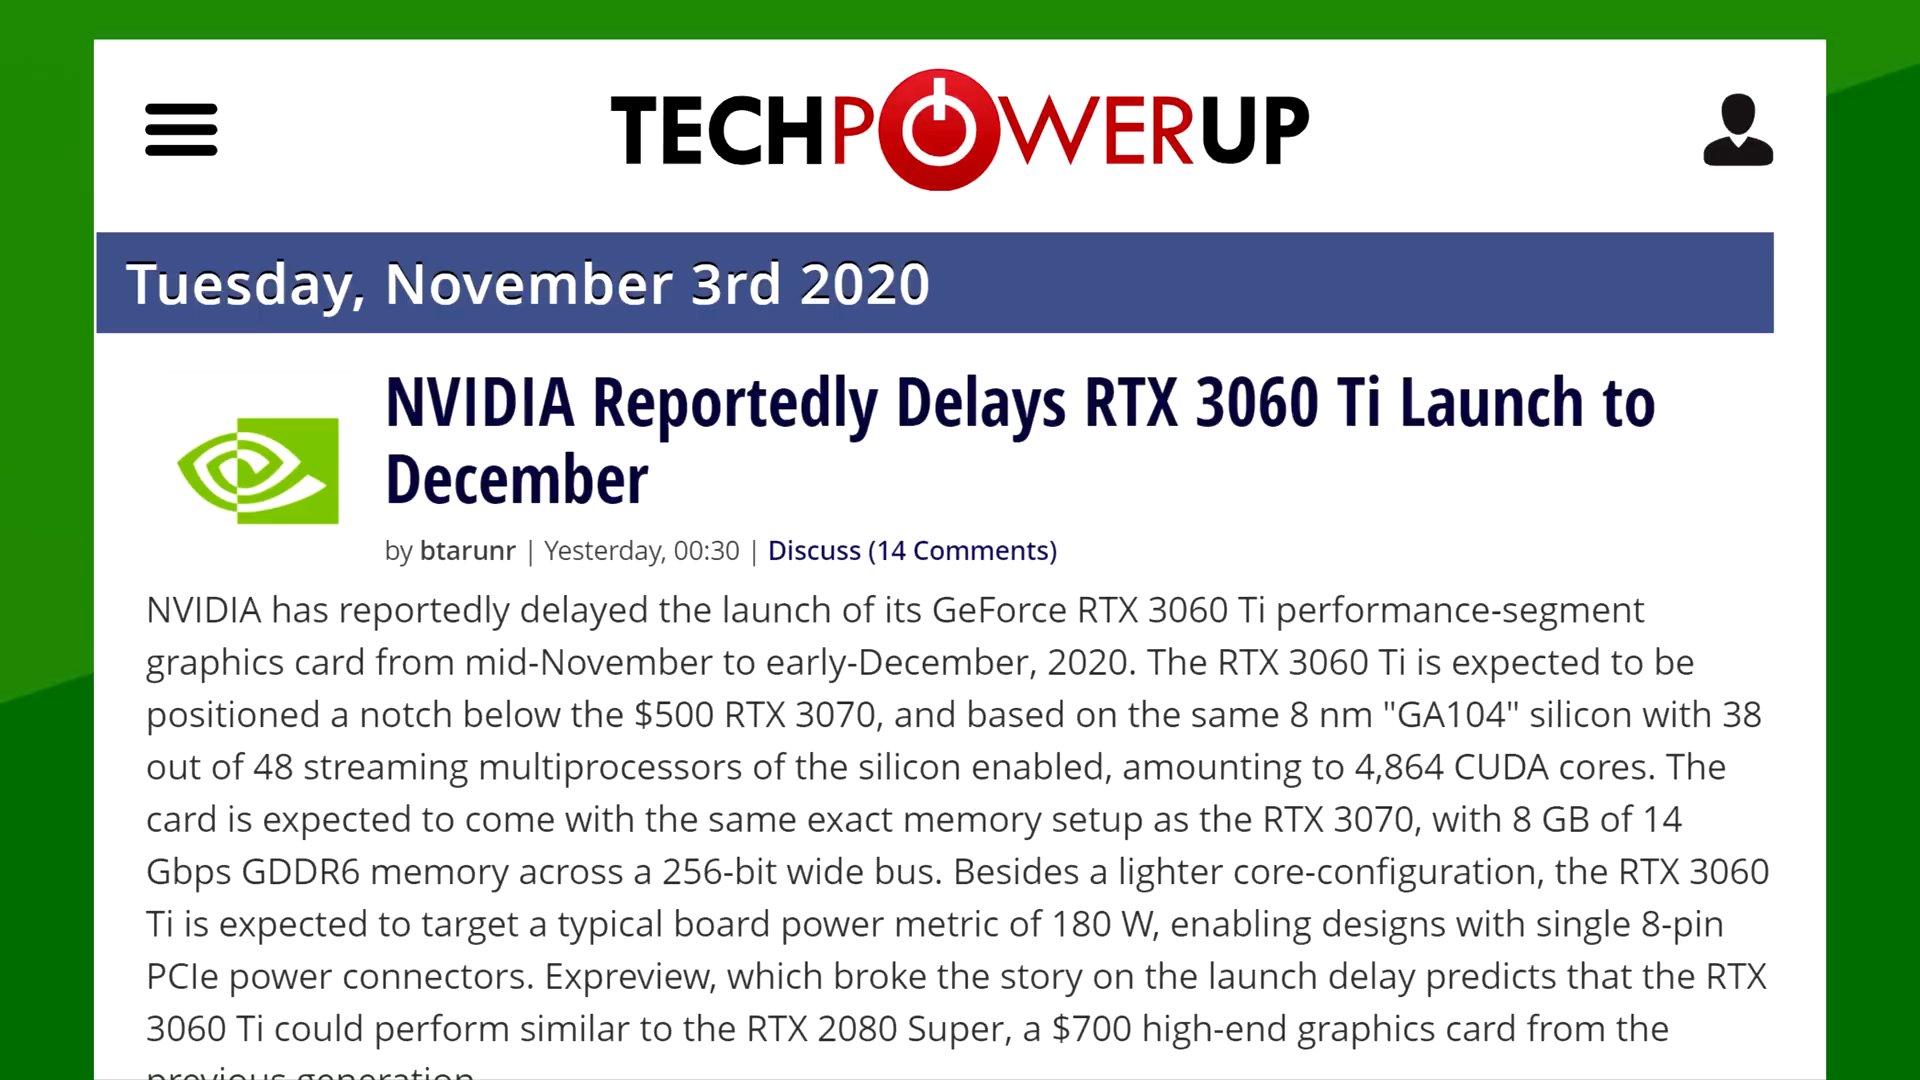 TECHPOWERUP
Tuesday, November 3rd 2020
NVIDIA Reportedly Delays RTX 3060 Ti Launch to
December
by btarunr | Yesterday, 00:30 | Discuss (14 Comments)
NVIDIA has reportedly delayed the launch of its GeForce RTX 3060 Ti performance-segment
graphics card from mid-November to early-December, 2020. The RTX 3060 Ti is expected to be
positioned a notch below the $500 RTX 3070, and based on the same 8 nm "GA104" silicon with 38
out of 48 streaming multiprocessors of the silicon enabled, amounting to 4,864 CUDA cores. The
card is expected to come with the same exact memory setup as the RTX 3070, with 8 GB of 14
Gbps GDDR6 memory across a 256-bit wide bus. Besides a lighter core-configuration, the RTX 3060
Ti is expected to target a typical board power metric of 180 W, enabling designs with single 8-pin
PCIe power connectors. Expreview, which broke the story on the launch delay predicts that the RTX
3060 Ti could perform similar to the RTX 2080 Super, a $700 high-end graphics card from the
previous generation.